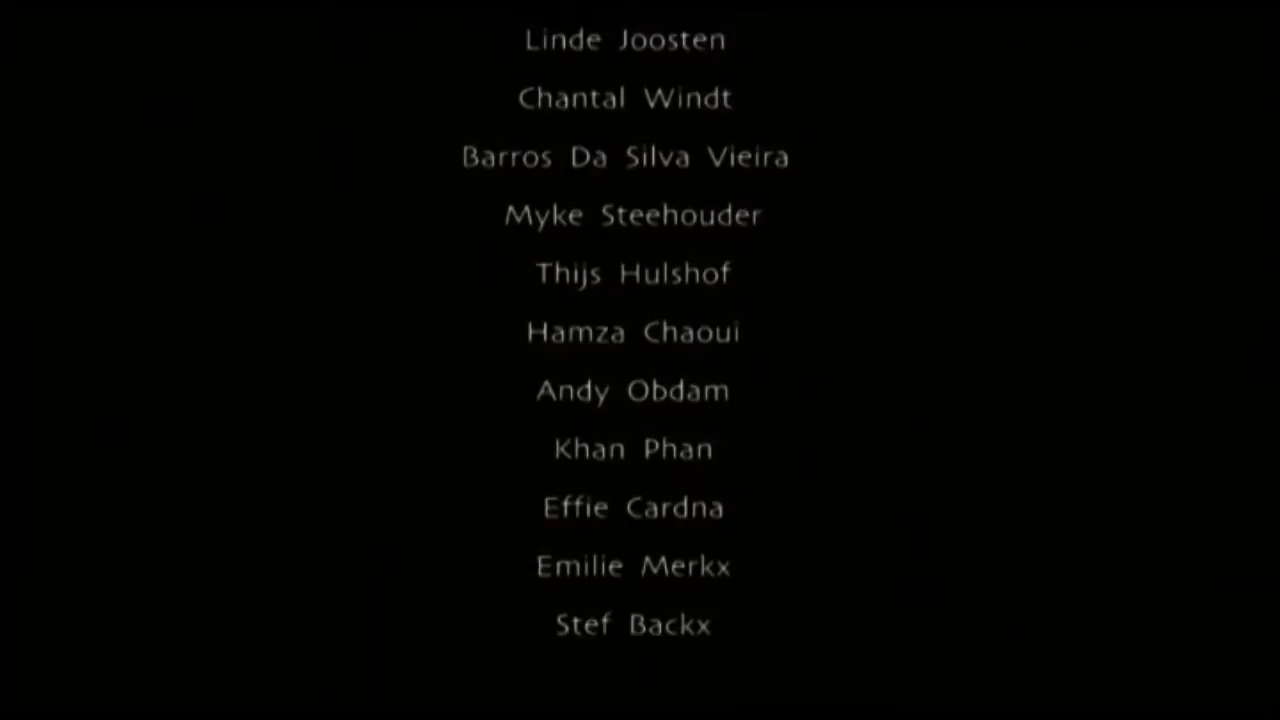 Linde Joosten
Chantal Windt
Barros Da Silva Vieira
Myke Steehouder
Thijs Hulshof
Hamza Chaoui
Andy Obdam
Khan Phan
Effie Cardna
Emilie Merkx
Stef Backx